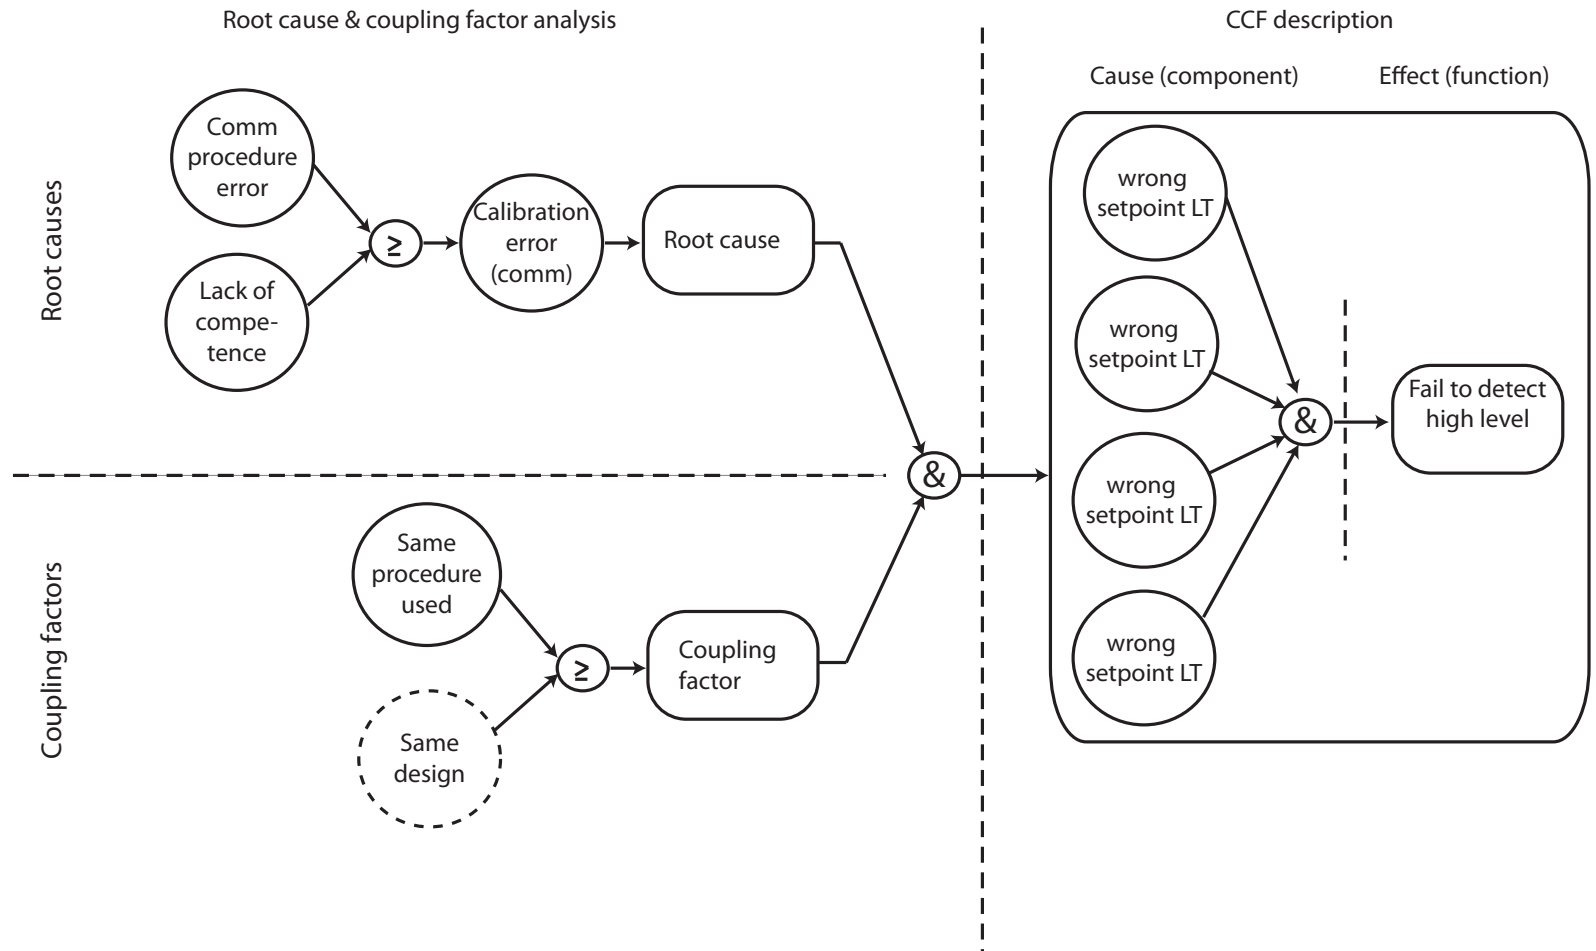 Root cause & coupling factor analysis
CCF description
Cause (component)
Effect (function)
Root causes
Comm
procedure
error
Lack of
compe-
tence
≥
Calibration
error
(comm)
Root cause
Coupling factors
Same
procedure
used
Same
design
≥
Coupling
factor
&
wrong
setpoint LT
wrong
setpoint LT
wrong
setpoint LT
wrong
setpoint LT
&
Fail to detect
high level